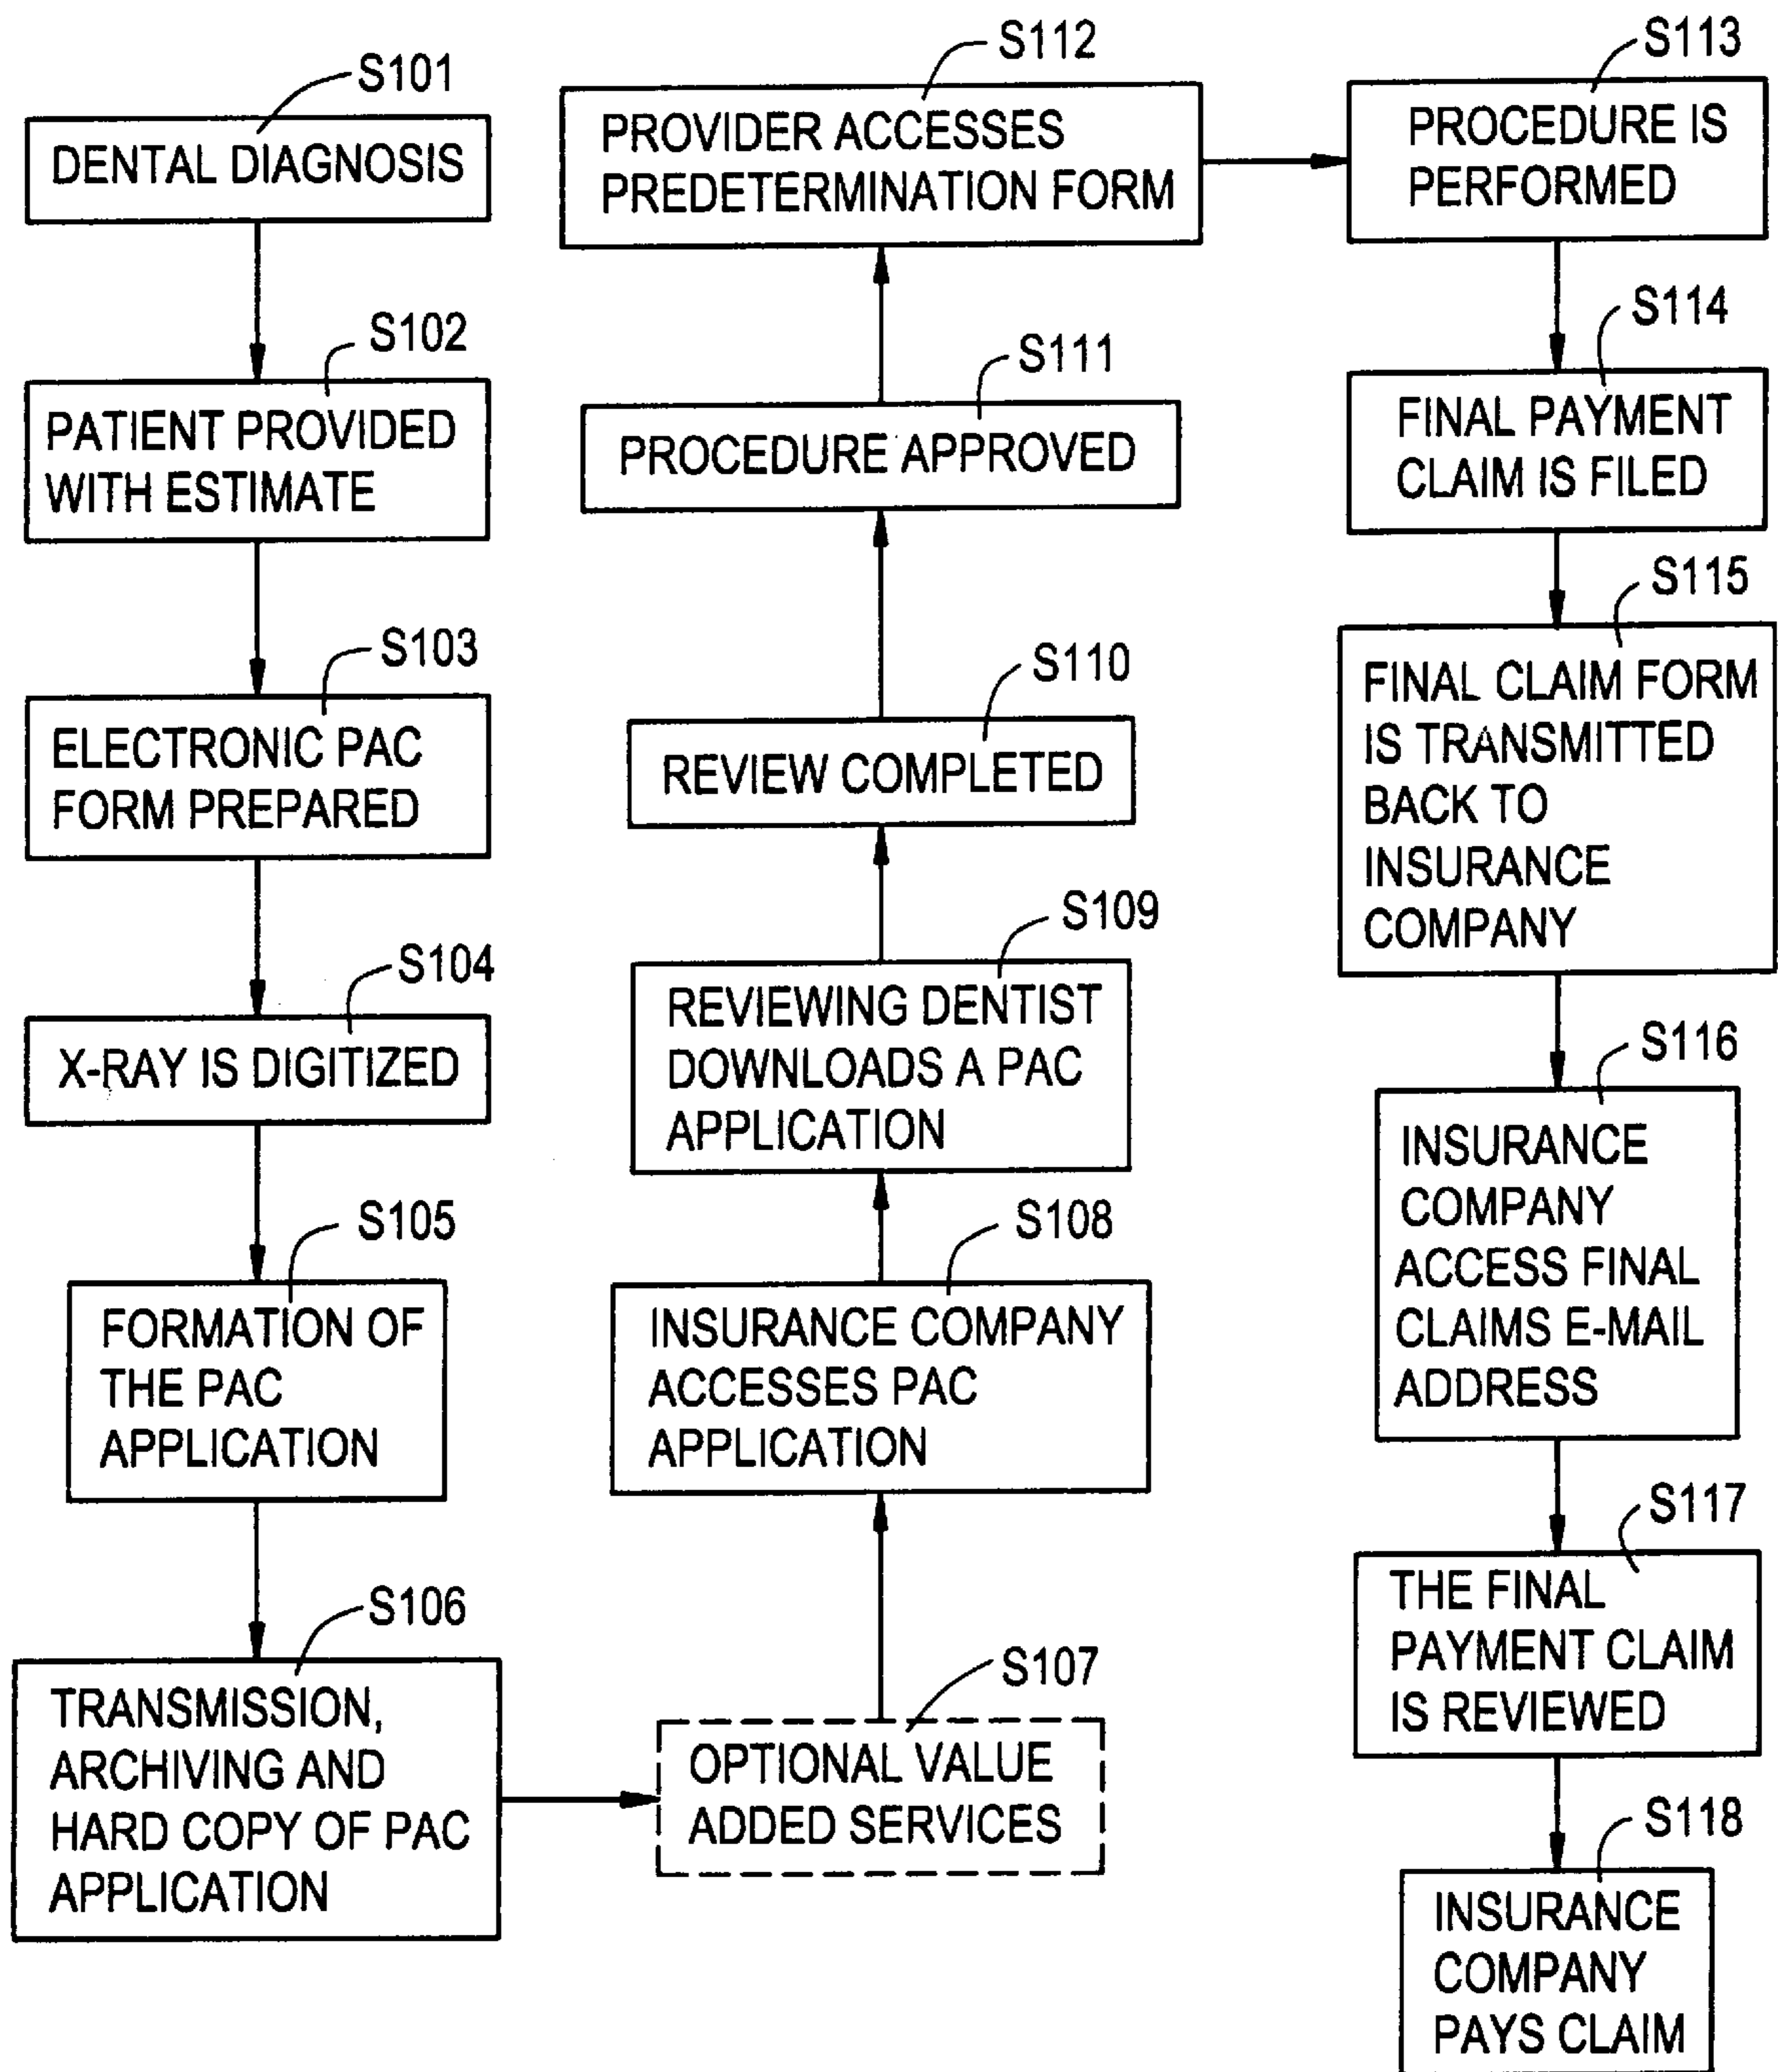 S101
DENTAL DIAGNOSIS
S102
PATIENT PROVIDED
WITH ESTIMATE
S103
ELECTRONIC PAC
FORM PREPARED
S104
X-RAY IS DIGITIZED
S105
FORMATION OF
THE PAC
APPLICATION
S106
TRANSMISSION,
ARCHIVING AND
HARD COPY OF PAC
APPLICATION
S107
OPTIONAL VALUE
ADDED SERVICES
S108
INSURANCE COMPANY
ACCESSES PAC
APPLICATION
S109
REVIEWING DENTIST
DOWNLOADS A PAC
APPLICATION
S110
REVIEW COMPLETED
S111
PROCEDURE APPROVED
S112
PROVIDER ACCESSES
PREDETERMINATION FORM
S113
PROCEDURE IS
PERFORMED
S114
FINAL PAYMENT
CLAIM IS FILED
S115
FINAL CLAIM FORM
IS TRANSMITTED
BACK TO
INSURANCE
COMPANY
S116
INSURANCE
COMPANY
ACCESS FINAL
CLAIMS E-MAIL
ADDRESS
S117
THE FINAL
PAYMENT CLAIM
IS REVIEWED
S118
INSURANCE
COMPANY
PAYS CLAIM